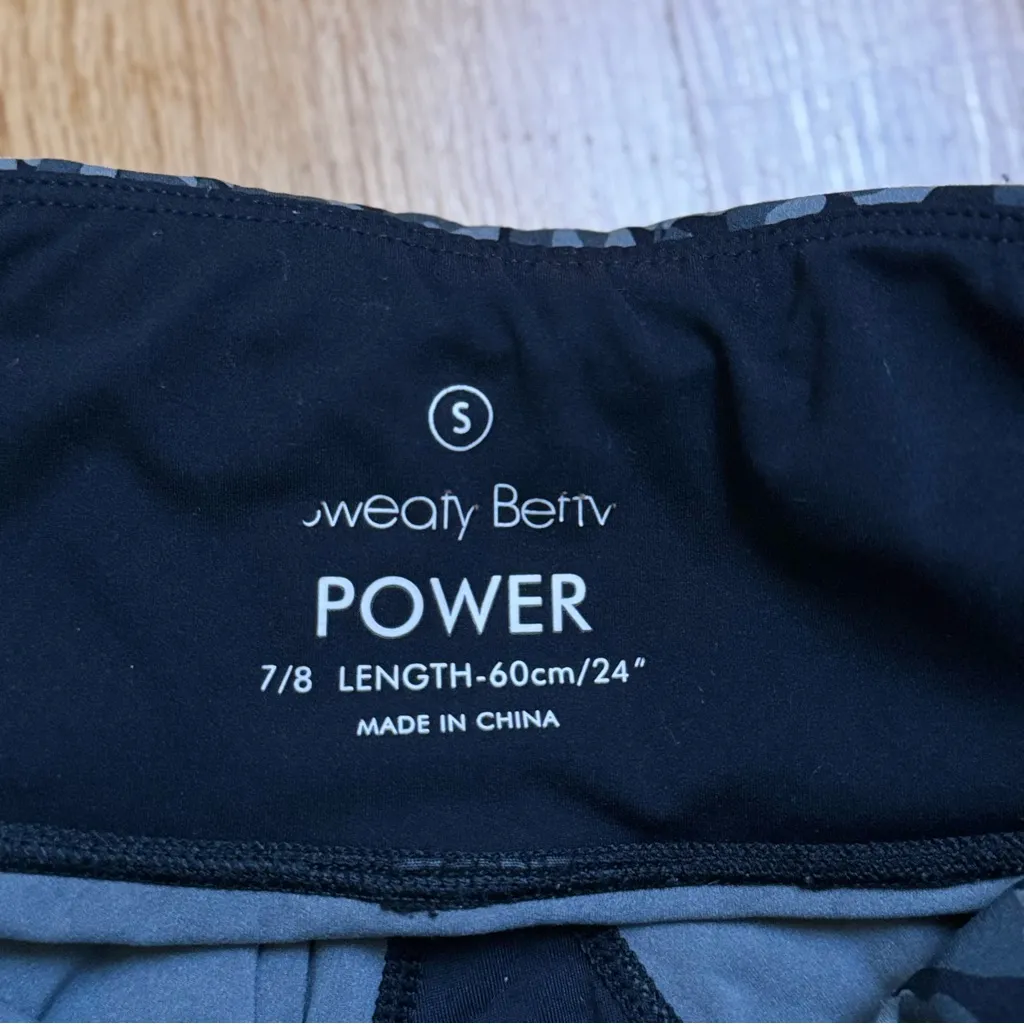 S
Sweaty Betty
POWER
7/8 LENGTH-60cm/24"
MADE IN CHINA